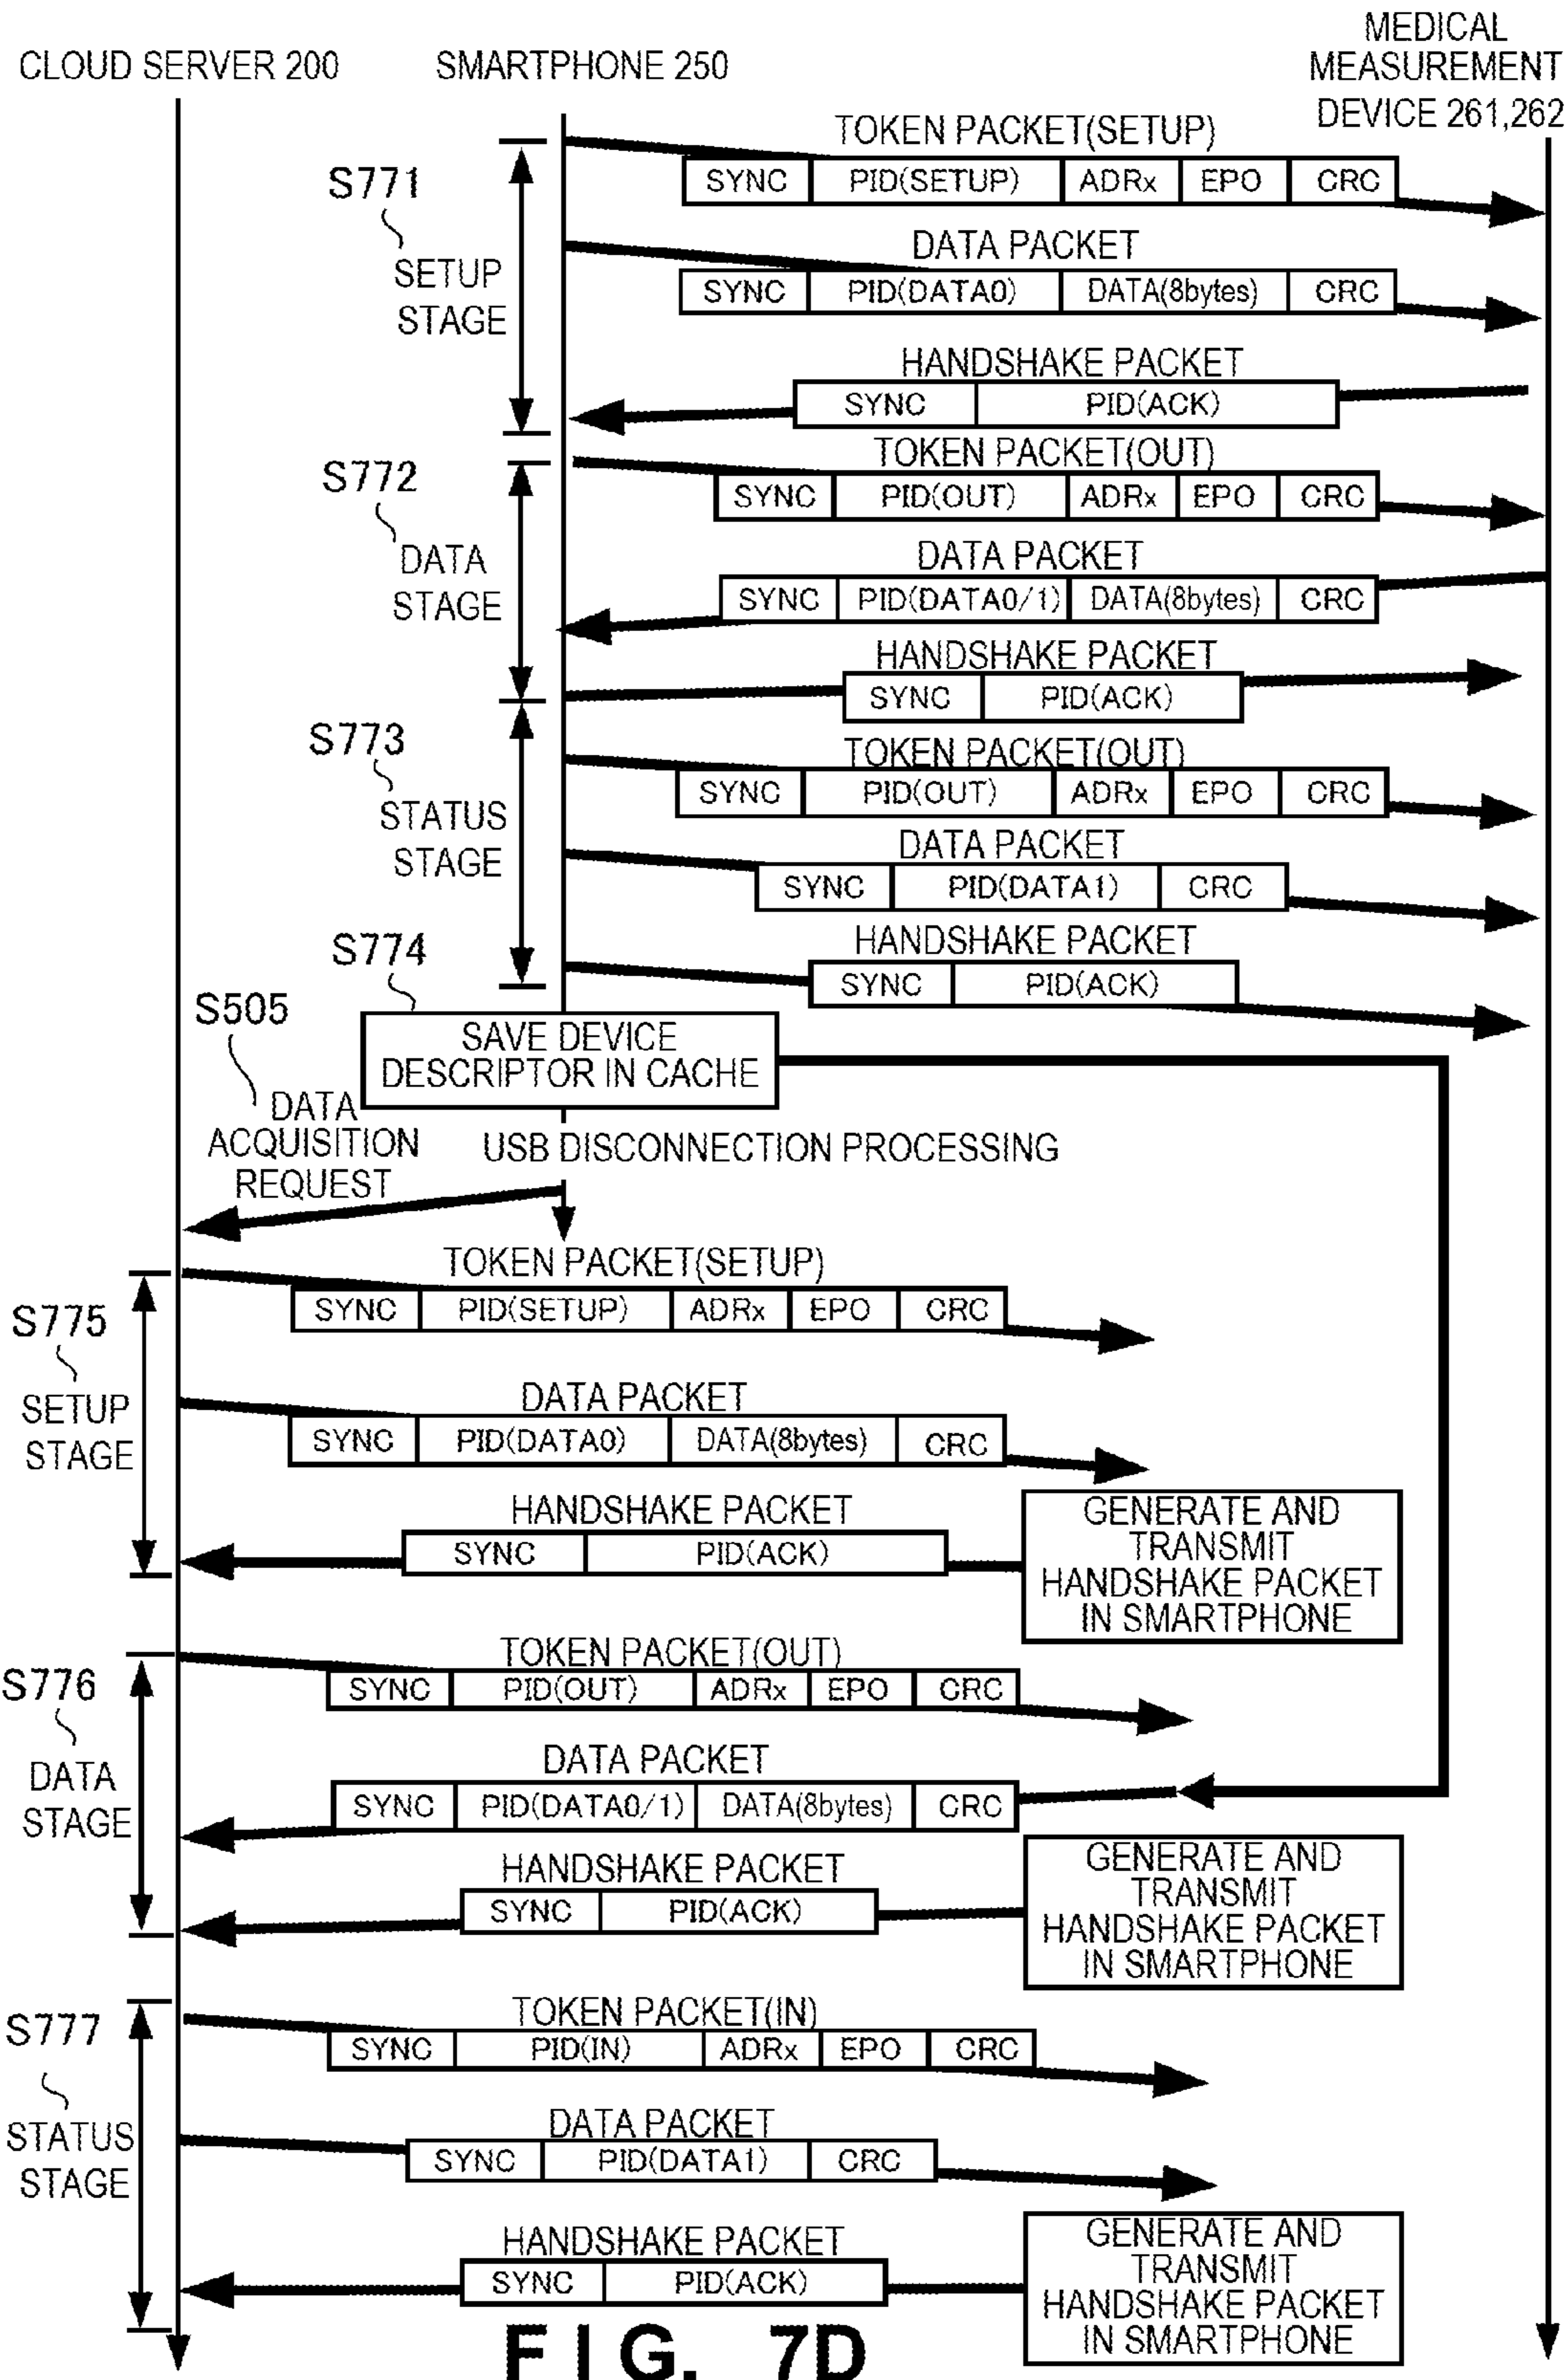 CLOUD SERVER 200
SMARTPHONE 250
MEDICAL
MEASUREMENT
DEVICE 261,262
TOKEN PACKET(SETUP)
SYNC PID(SETUP) ADRx EPO CRC
S771
SETUP
STAGE
DATA PACKET
SYNC PID(DATA0) DATA(8bytes) CRC
HANDSHAKE PACKET
SYNC PID(ACK)
S772
DATA
STAGE
TOKEN PACKET(OUT)
SYNC PID(OUT) ADRx EPO CRC
DATA PACKET
SYNC PID(DATA0/1) DATA(8bytes) CRC
HANDSHAKE PACKET
SYNC PID(ACK)
S773
STATUS
STAGE
TOKEN PACKET(OUT)
SYNC PID(OUT) ADRx EPO CRC
DATA PACKET
SYNC PID(DATA1) CRC
HANDSHAKE PACKET
SYNC PID(ACK)
S774
SAVE DEVICE
DESCRIPTOR IN CACHE
S505
DATA
ACQUISITION
REQUEST
USB DISCONNECTION PROCESSING
TOKEN PACKET(SETUP)
SYNC PID(SETUP) ADRx EPO CRC
S775
SETUP
STAGE
DATA PACKET
SYNC PID(DATA0) DATA(8bytes) CRC
HANDSHAKE PACKET
SYNC PID(ACK)
GENERATE AND
TRANSMIT
HANDSHAKE PACKET
IN SMARTPHONE
S776
DATA
STAGE
TOKEN PACKET(OUT)
SYNC PID(OUT) ADRx EPO CRC
DATA PACKET
SYNC PID(DATA0/1) DATA(8bytes) CRC
HANDSHAKE PACKET
SYNC PID(ACK)
GENERATE AND
TRANSMIT
HANDSHAKE PACKET
IN SMARTPHONE
S777
STATUS
STAGE
TOKEN PACKET(IN)
SYNC PID(IN) ADRx EPO CRC
DATA PACKET
SYNC PID(DATA1) CRC
HANDSHAKE PACKET
SYNC PID(ACK)
GENERATE AND
TRANSMIT
HANDSHAKE PACKET
IN SMARTPHONE
FIG. 7D